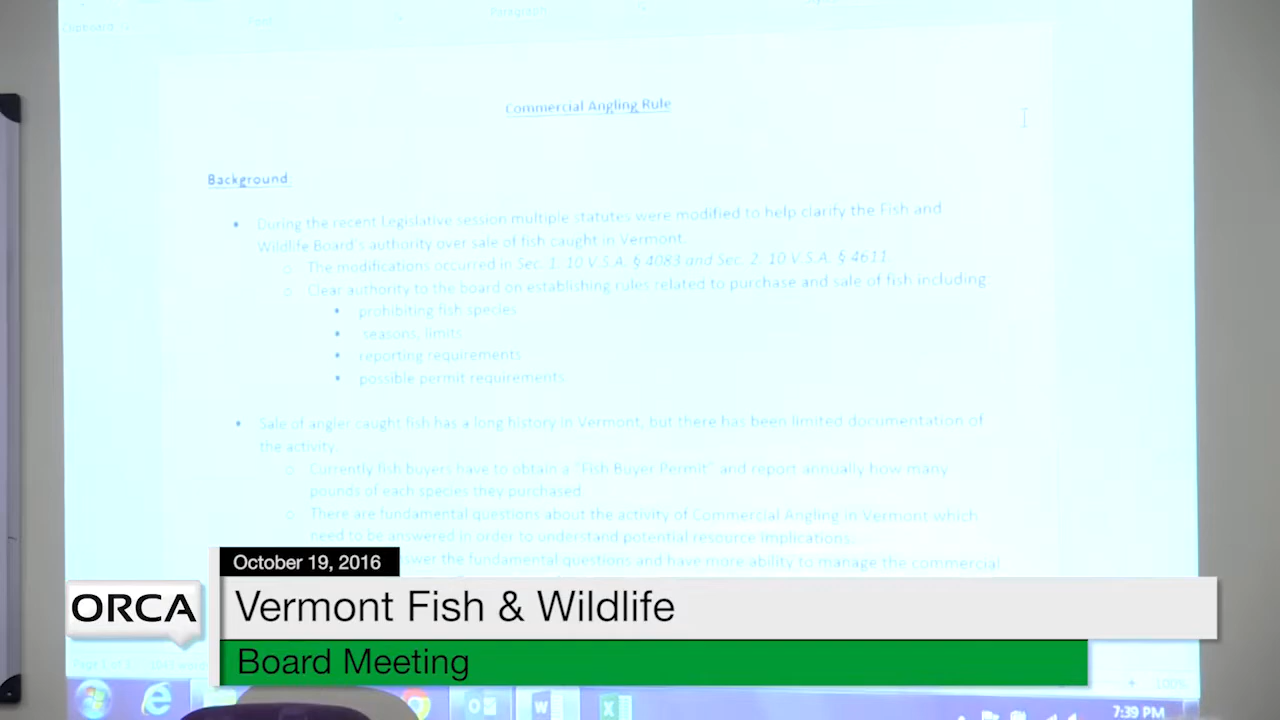 Clipboard
Font
Paragraph
Commercial Angling Rule
Background
• During the recent Legislative session multiple statutes were modified to help clarify the Fish and
Wildlife Board's authority over sale of fish caught in Vermont.
o The modifications occurred in Sec. 1. 10 V.S.A. § 4083 and Sec. 2. 10 V.S.A. § 4611.
o Clear authority to the board on establishing rules related to purchase and sale of fish including
• prohibiting fish species
• seasons, limits
• reporting requirements
• possible permit requirements
• Sale of angler caught fish has a long history in Vermont, but there has been limited documentation of
the activity.
o Currently fish buyers have to obtain a "Fish Buyer Permit" and report annually how many
pounds of each species they purchased
o There are fundamental questions about the activity of Commercial Angling in Vermont which
need to be answered in order to understand potential resource implications.
the fundamental questions and have more ability to manage the commercial
October 19, 2016
ORCA
Vermont Fish & Wildlife
Board Meeting
100%
7:39 PM